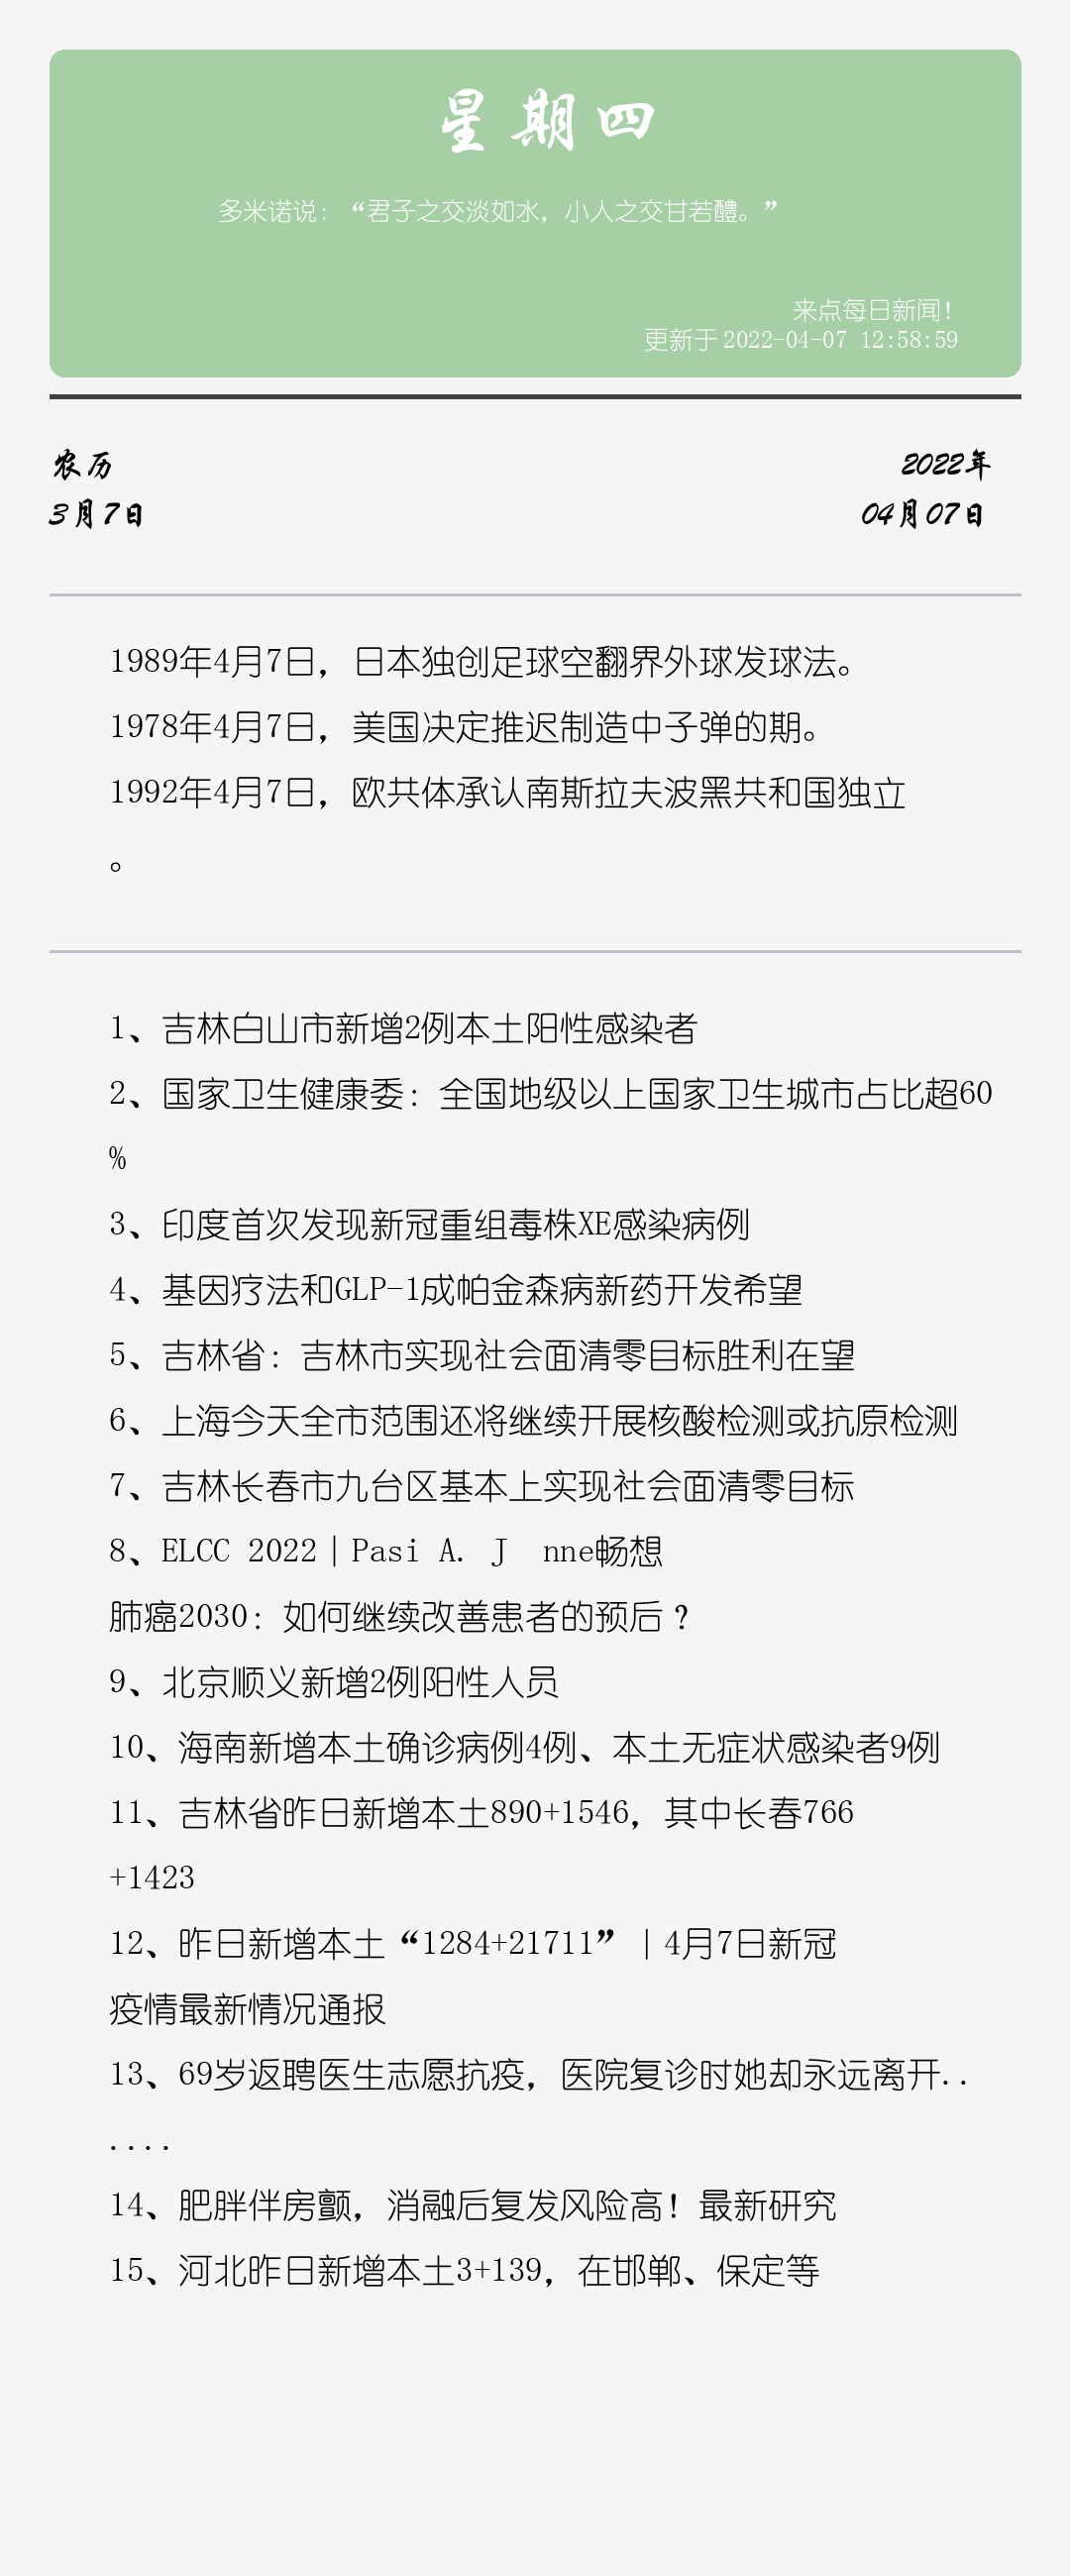 星期四
多米诺说：“君子之交淡如水，小人之交甘若醴。”
来点每日新闻！
更新于 2022-04-07 12:58:59
农历
2022年
3月7日
04月07日
1989年4月7日，日本独创足球空翻界外球发球法。
1978年4月7日，美国决定推迟制造中子弹的期。
1992年4月7日，欧共体承认南斯拉夫波黑共和国独立
。
1、吉林白山市新增2例本土阳性感染者
2、国家卫生健康委：全国地级以上国家卫生城市占比超60
%
3、印度首次发现新冠重组毒株XE感染病例
4、基因疗法和GLP-1成帕金森病新药开发希望
5、吉林省：吉林市实现社会面清零目标胜利在望
6、上海今天全市范围还将继续开展核酸检测或抗原检测
7、吉林长春市九台区基本上实现社会面清零目标
8、ELCC 2022｜Pasi A. J  nne畅想
肺癌2030：如何继续改善患者的预后？
9、北京顺义新增2例阳性人员
10、海南新增本土确诊病例4例、本土无症状感染者9例
11、吉林省昨日新增本土890+1546，其中长春766
+1423
12、昨日新增本土“1284+21711”｜4月7日新冠
疫情最新情况通报
13、69岁返聘医生志愿抗疫，医院复诊时她却永远离开..
....
14、肥胖伴房颤，消融后复发风险高！最新研究
15、河北昨日新增本土3+139，在邯郸、保定等